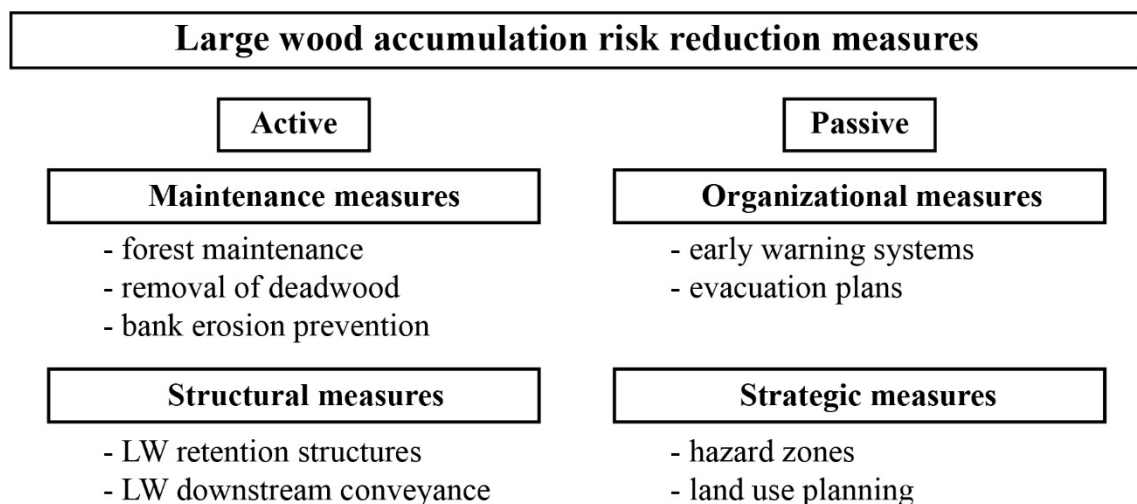 Large wood accumulation risk reduction measures
Active
Passive
Maintenance measures
- forest maintenance
- removal of deadwood
- bank erosion prevention
Organizational measures
- early warning systems
- evacuation plans
Structural measures
- LW retention structures
- LW downstream conveyance
Strategic measures
- hazard zones
- land use planning